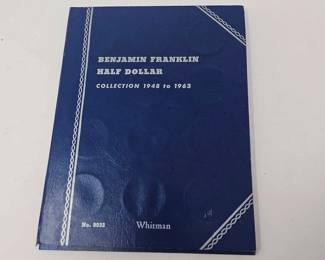 BENJAMIN FRANKLIN
HALF DOLLAR
COLLECTION 1948 to 1963
No. 9032
Whitman